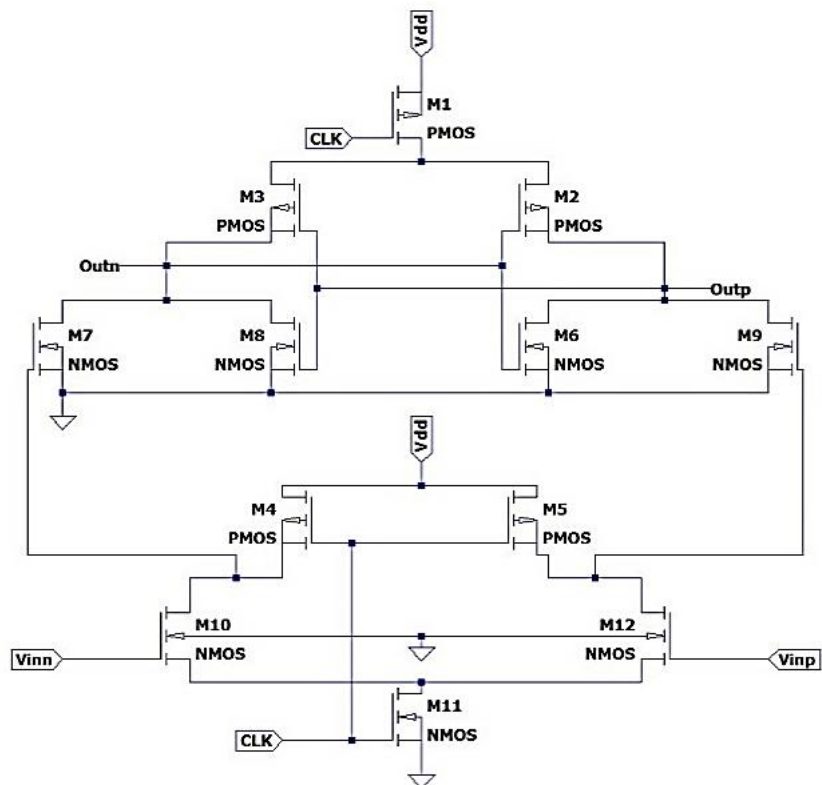 Vdd
M1
CLK
PMOS
M3
M2
PMOS
PMOS
Outn
Outp
M7
M8
M6
M9
NMOS
NMOS
NMOS
NMOS
Vdd
M4
M5
PMOS
PMOS
M10
M12
Vinn
NMOS
NMOS
Vinp
M11
CLK
NMOS